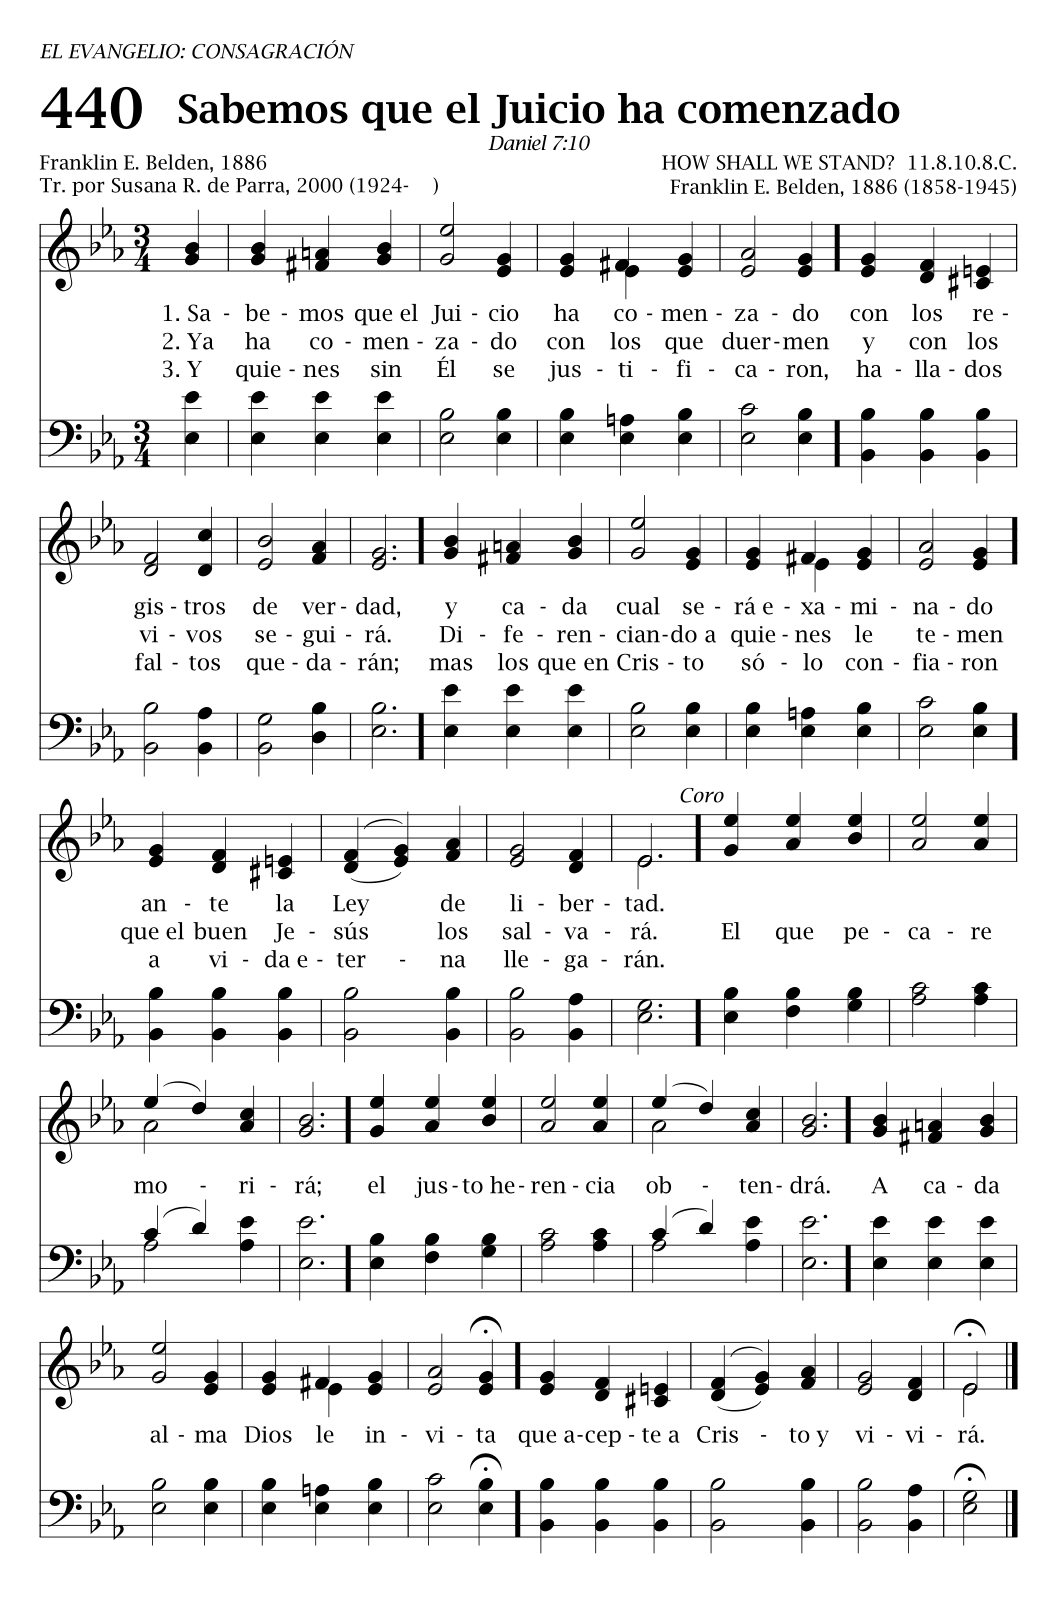 EL EVANGELIO: CONSAGRACIÓN
440 Sabemos que el Juicio ha comenzado
Daniel 7:10
Franklin E. Belden, 1886
HOW SHALL WE STAND? 11.8.10.8.C.
Tr. por Susana R. de Parra, 2000 (1924- )
Franklin E. Belden, 1886 (1858-1945)
3 4
1. Sa - be - mos que el Jui - cio ha co - men - za - do con los re -
2. Ya ha co - men - za - do con los que duer - men y con los
3. Y quie - nes sin Él se jus - ti - fi - ca - ron, ha - lla - dos
3 4
gis - tros de ver - dad, y ca - da cual se - rá e - xa - mi - na - do
vi - vos se - gui - rá. Di - fe - ren - cian - do a quie - nes le te - men
fal - tos que - da - rán; mas los que en Cris - to só - lo con - fia - ron
Coro
an - te la Ley de li - ber - tad.
que el buen Je - sús los sal - va - rá. El que pe - ca - re
a vi - da e - ter - na lle - ga - rán.
mo - ri - rá; el jus - to he - ren - cia ob - ten - drá. A ca - da
al - ma Dios le in - vi - ta que a - cep - te a Cris - to y vi - vi - rá.